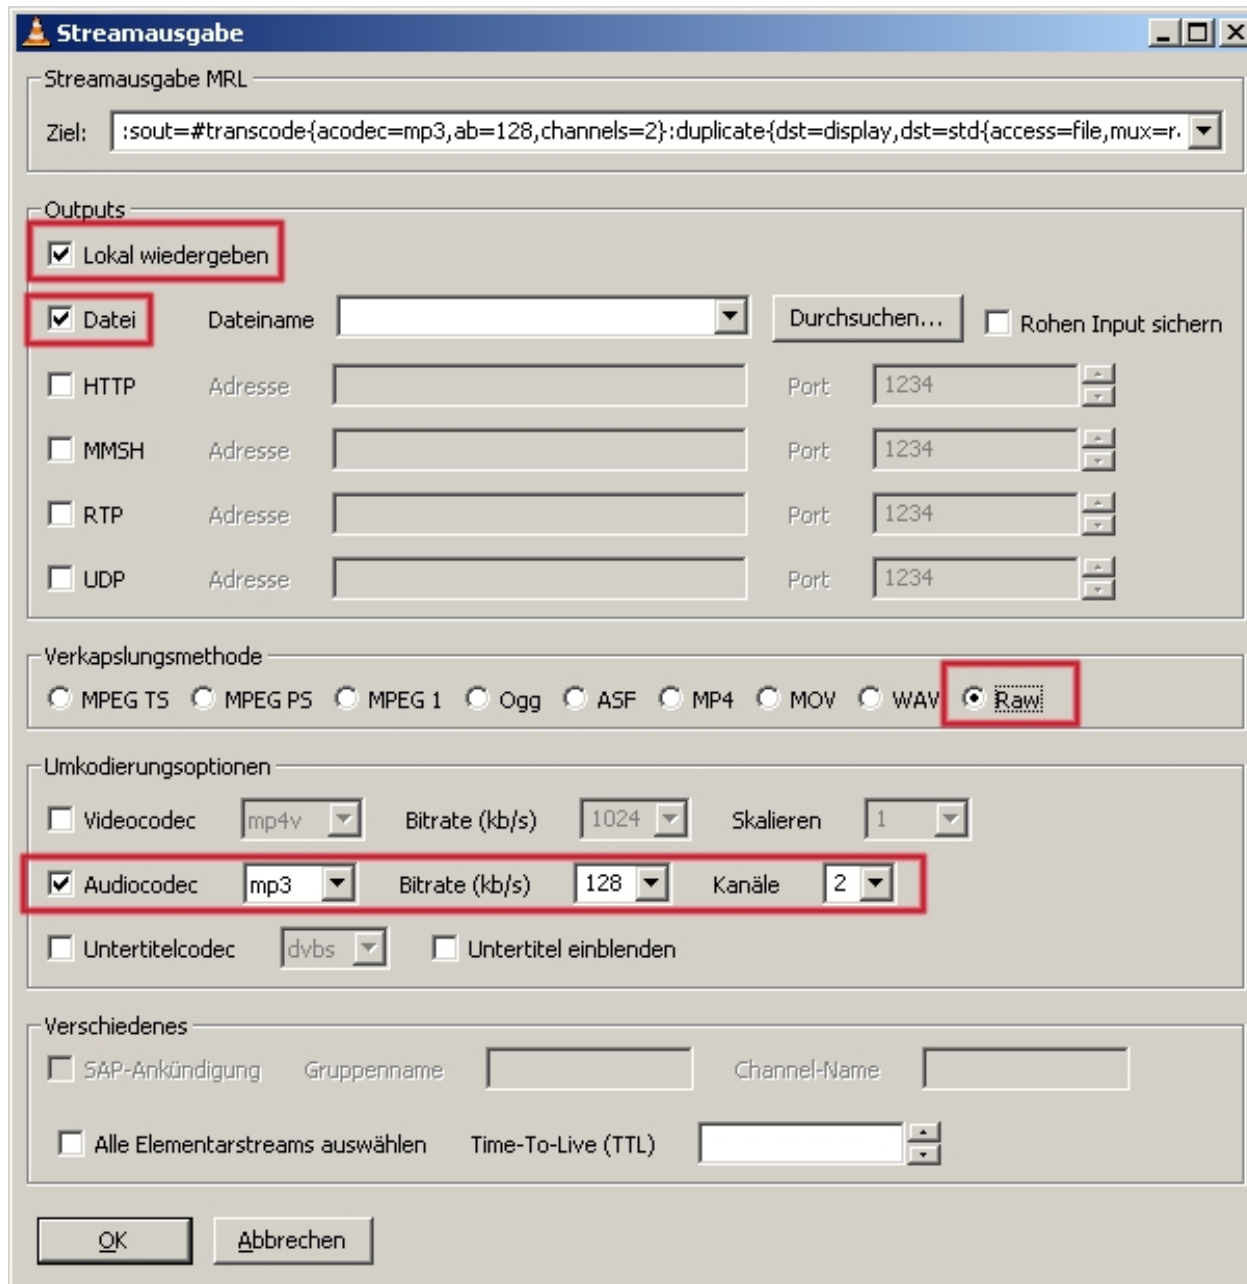 Streamausgabe
Streamausgabe MRL
Ziel: :sout=#transcode{acodec=mp3,ab=128,channels=2}:duplicate{dst=display,dst=std{access=file,mux=r
Outputs
Lokal wiedergeben
Datei Dateiname Durchsuchen... Rohen Input sichern
HTTP Adresse Port 1234
MMSH Adresse Port 1234
RTP Adresse Port 1234
UDP Adresse Port 1234
Verkapslungsmethode
MPEG TS MPEG PS MPEG 1 Ogg ASF MP4 MOV WAV Raw
Umkodierungsoptionen
Videocodec mp4v Bitrate (kb/s) 1024 Skalieren 1
Audiocodec mp3 Bitrate (kb/s) 128 Kanäle 2
Untertitelcodec dvbs Untertitel einblenden
Verschiedenes
SAP-Ankündigung Gruppenname Channel-Name
Alle Elementarstreams auswählen Time-To-Live (TTL)
OK Abbrechen